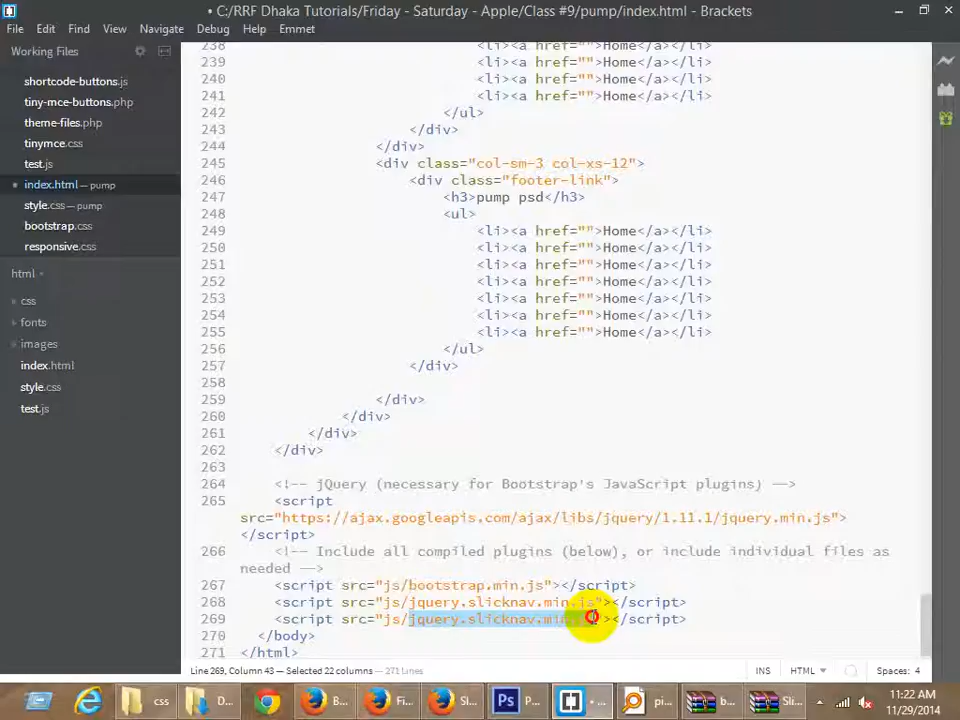 • C:/RRF Dhaka Tutorials/Friday - Saturday - Apple/Class #9/pump/index.html - Brackets
File Edit Find View Navigate Debug Help Emmet
Working Files
shortcode-buttons.js
tiny-mce-buttons.php
theme-files.php
tinymce.css
test.js
index.html — pump
style.css — pump
bootstrap.css
responsive.css
html
css
fonts
images
index.html
style.css
test.js
238 <li><a href="">Home</a></li>
239 <li><a href="">Home</a></li>
240 <li><a href="">Home</a></li>
241 <li><a href="">Home</a></li>
242 </ul>
243 </div>
244 </div>
245 <div class="col-sm-3 col-xs-12">
246 <div class="footer-link">
247 <h3>pump psd</h3>
248 <ul>
249 <li><a href="">Home</a></li>
250 <li><a href="">Home</a></li>
251 <li><a href="">Home</a></li>
252 <li><a href="">Home</a></li>
253 <li><a href="">Home</a></li>
254 <li><a href="">Home</a></li>
255 <li><a href="">Home</a></li>
256 </ul>
257 </div>
258
259 </div>
260 </div>
261 </div>
262 </div>
263
264 <!-- jQuery (necessary for Bootstrap's JavaScript plugins) -->
265 <script
src="https://ajax.googleapis.com/ajax/libs/jquery/1.11.1/jquery.min.js">
</script>
266 <!-- Include all compiled plugins (below), or include individual files as
needed -->
267 <script src="js/bootstrap.min.js"></script>
268 <script src="js/jquery.slicknav.min.js"></script>
269 <script src="js/jquery.slicknav.min "></script>
270 </body>
271 </html>
Line 269, Column 43 — Selected 22 columns — 271 Lines
INS HTML Spaces: 4
css D... B... Fi... Sl... P... • ... pi... b... Sli...
11:22 AM
11/29/2014